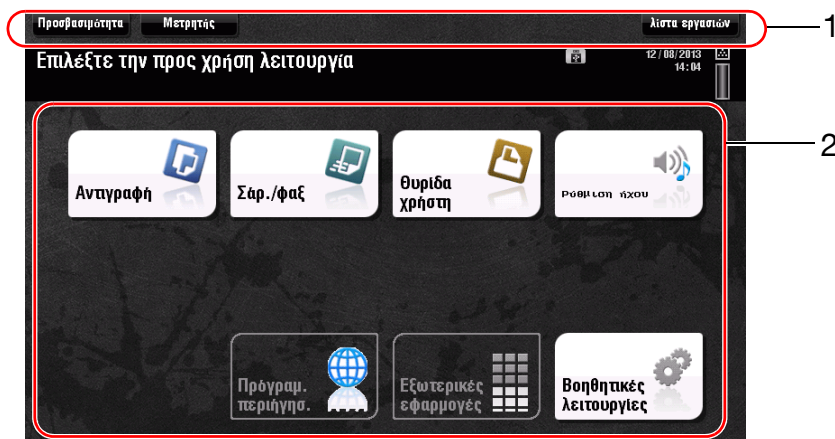 Προσβασιμότητα Μετρητής λίστα εργασιών
1
Επιλέξτε την προς χρήση λειτουργία
12/08/2013
14:04
2
Αντιγραφή
Σάρ./φαξ
Θυρίδα
χρήστη
Ρύθμιση ήχου
Πρόγραμ.
περιήγησ.
Εξωτερικές
εφαρμογές
Βοηθητικές
λειτουργίες